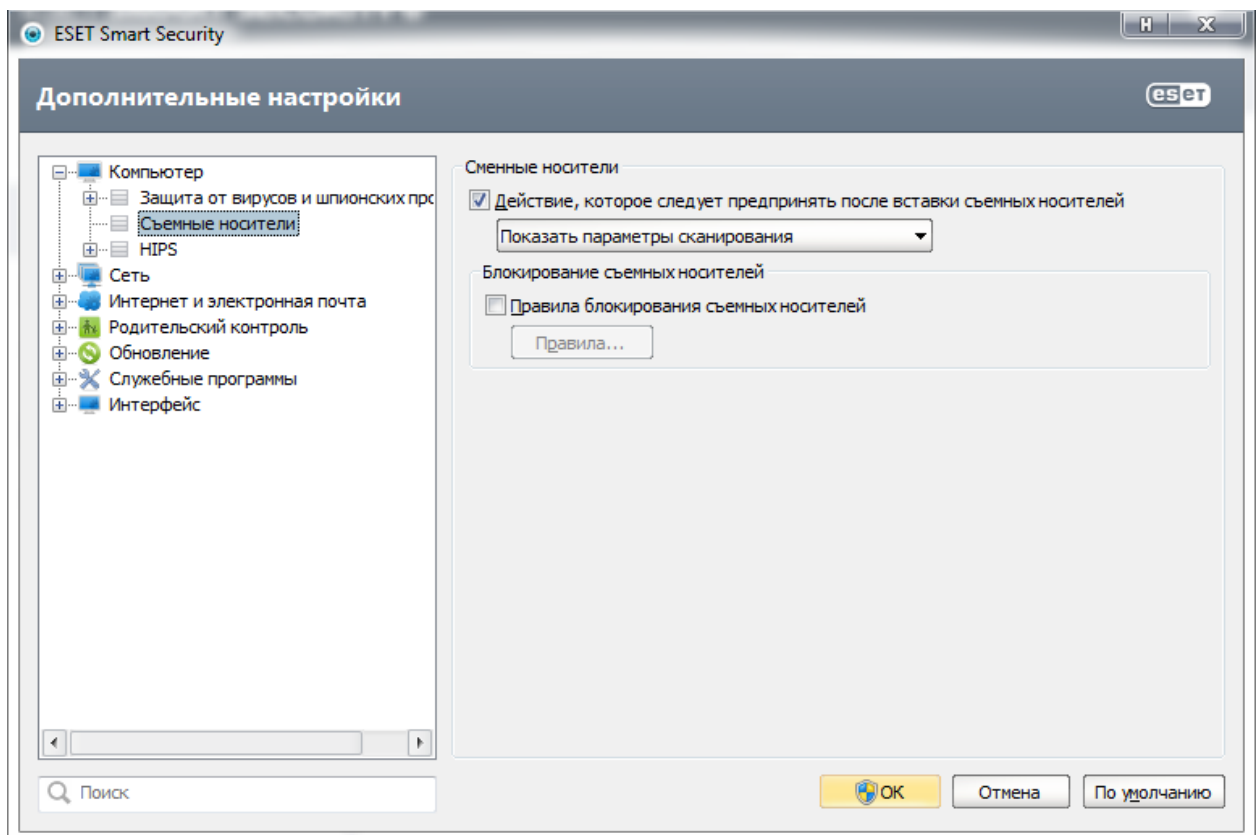 ESET Smart Security
H X
Дополнительные настройки
eset
Компьютер
Защита от вирусов и шпионских прс
Съемные носители
HIPS
Сеть
Интернет и электронная почта
Родительский контроль
Обновление
Служебные программы
Интерфейс
Поиск
Сменные носители
Действие, которое следует предпринять после вставки съемных носителей
Показать параметры сканирования
Блокирование съемных носителей
Правила блокирования съемных носителей
Правила...
ОК
Отмена
По умолчанию